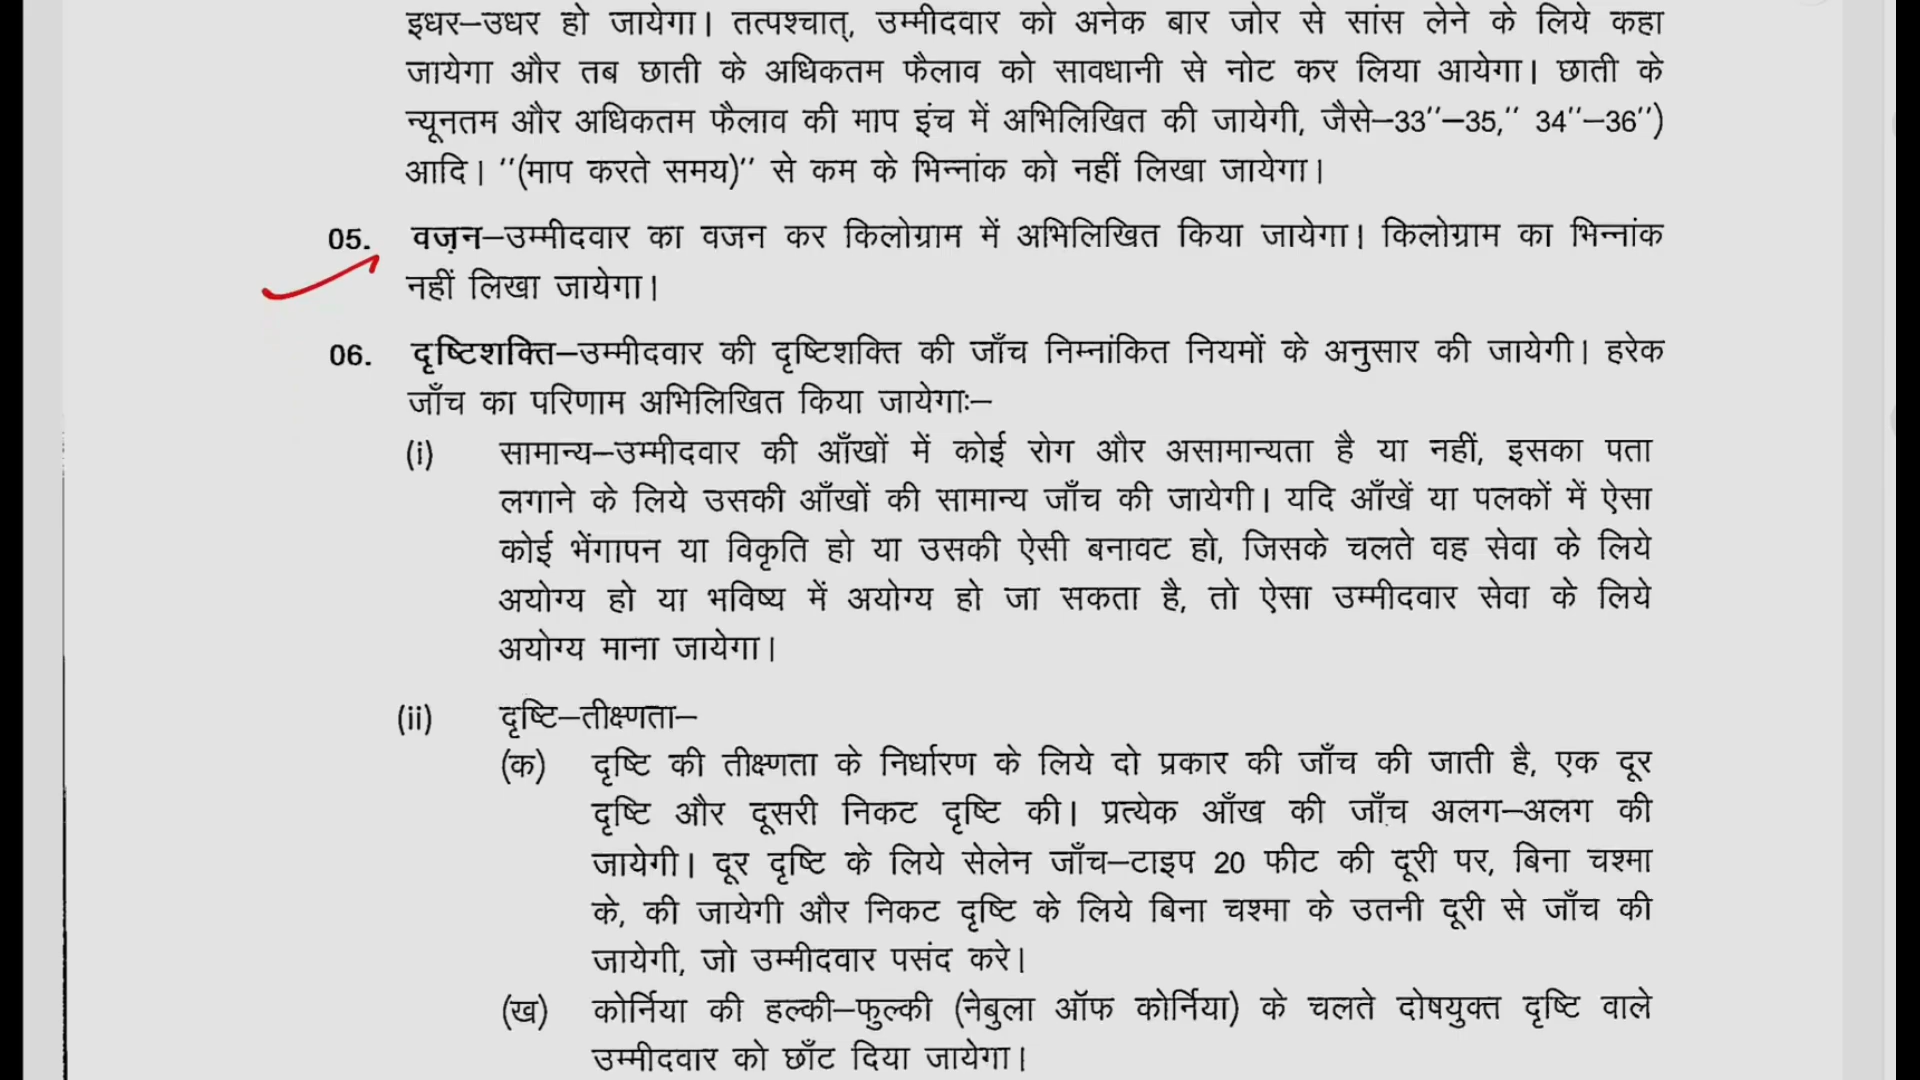 इधर–उधर हो जायेगा। तत्पश्चात्, उम्मीदवार को अनेक बार जोर से सांस लेने के लिये कहा
जायेगा और तब छाती के अधिकतम फैलाव को सावधानी से नोट कर लिया आयेगा। छाती के
न्यूनतम और अधिकतम फैलाव की माप इंच में अभिलिखित की जायेगी, जैसे–33''–35,'' 34''–36'')
आदि। ''(माप करते समय)'' से कम के भिन्नांक को नहीं लिखा जायेगा।
05. वज़न–उम्मीदवार का वजन कर किलोग्राम में अभिलिखित किया जायेगा। किलोग्राम का भिन्नांक
नहीं लिखा जायेगा।
06. दृष्टिशक्ति–उम्मीदवार की दृष्टिशक्ति की जाँच निम्नांकित नियमों के अनुसार की जायेगी। हरेक
जाँच का परिणाम अभिलिखित किया जायेगाः–
(i) सामान्य–उम्मीदवार की आँखों में कोई रोग और असामान्यता है या नहीं, इसका पता
लगाने के लिये उसकी आँखों की सामान्य जाँच की जायेगी। यदि आँखें या पलकों में ऐसा
कोई भेंगापन या विकृति हो या उसकी ऐसी बनावट हो, जिसके चलते वह सेवा के लिये
अयोग्य हो या भविष्य में अयोग्य हो जा सकता है, तो ऐसा उम्मीदवार सेवा के लिये
अयोग्य माना जायेगा।
(ii) दृष्टि–तीक्ष्णता–
(क) दृष्टि की तीक्ष्णता के निर्धारण के लिये दो प्रकार की जाँच की जाती है, एक दूर
दृष्टि और दूसरी निकट दृष्टि की। प्रत्येक आँख की जाँच अलग–अलग की
जायेगी। दूर दृष्टि के लिये सेलेन जाँच–टाइप 20 फीट की दूरी पर, बिना चश्मा
के, की जायेगी और निकट दृष्टि के लिये बिना चश्मा के उतनी दूरी से जाँच की
जायेगी, जो उम्मीदवार पसंद करे।
(ख) कोर्निया की हल्की–फुल्की (नेबुला ऑफ कोर्निया) के चलते दोषयुक्त दृष्टि वाले
उम्मीदवार को छाँट दिया जायेगा।